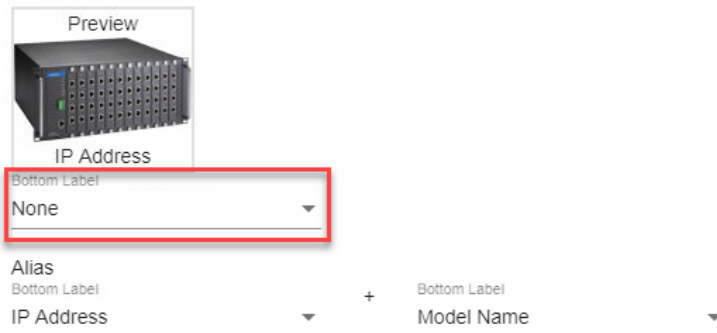 Preview
IP Address
Bottom Label
None
Alias
Bottom Label
IP Address
+
Bottom Label
Model Name